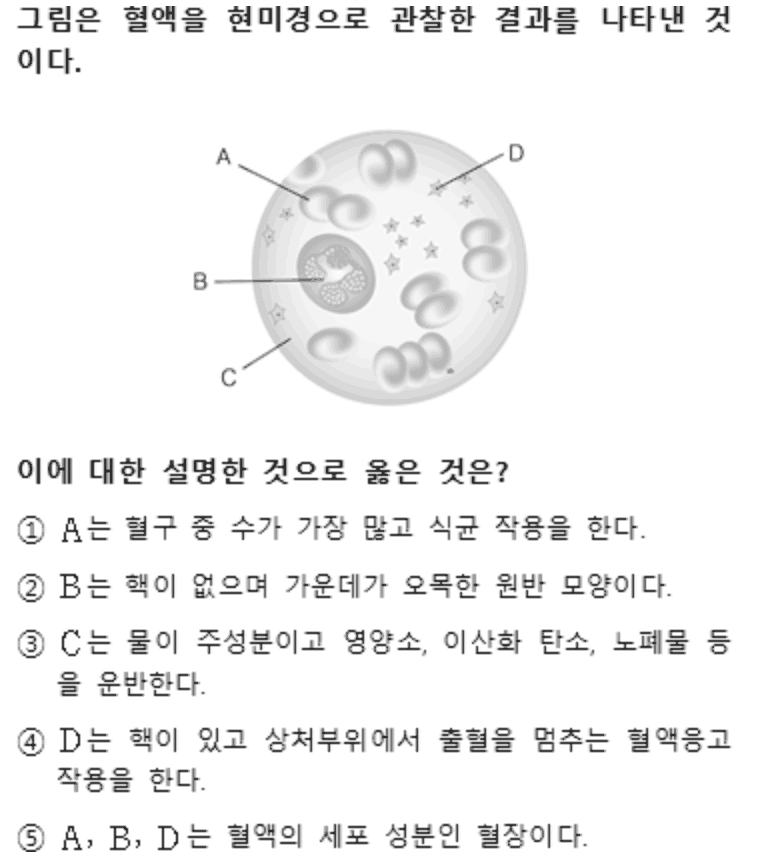 그림은 혈액을 현미경으로 관찰한 결과를 나타낸 것
이다.
A
D
B
C
이에 대한 설명한 것으로 옳은 것은?
① A는 혈구 중 수가 가장 많고 식균 작용을 한다.
② B는 핵이 없으며 가운데가 오목한 원반 모양이다.
③ C는 물이 주성분이고 영양소, 이산화 탄소, 노폐물 등
을 운반한다.
④ D는 핵이 있고 상처부위에서 출혈을 멈추는 혈액응고
작용을 한다.
⑤ A, B, D는 혈액의 세포 성분인 혈장이다.